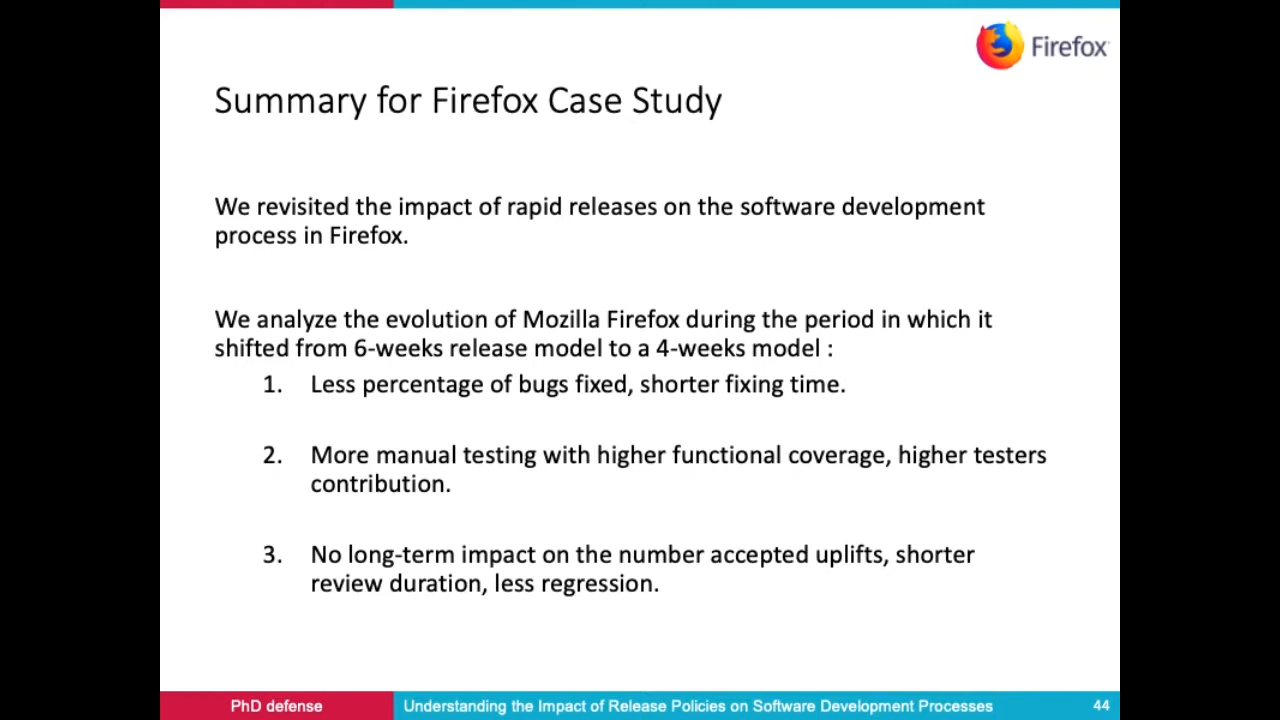 Firefox
Summary for Firefox Case Study
We revisited the impact of rapid releases on the software development
process in Firefox.
We analyze the evolution of Mozilla Firefox during the period in which it
shifted from 6-weeks release model to a 4-weeks model :
1. Less percentage of bugs fixed, shorter fixing time.
2. More manual testing with higher functional coverage, higher testers
contribution.
3. No long-term impact on the number accepted uplifts, shorter
review duration, less regression.
PhD defense
Understanding the Impact of Release Policies on Software Development Processes
44